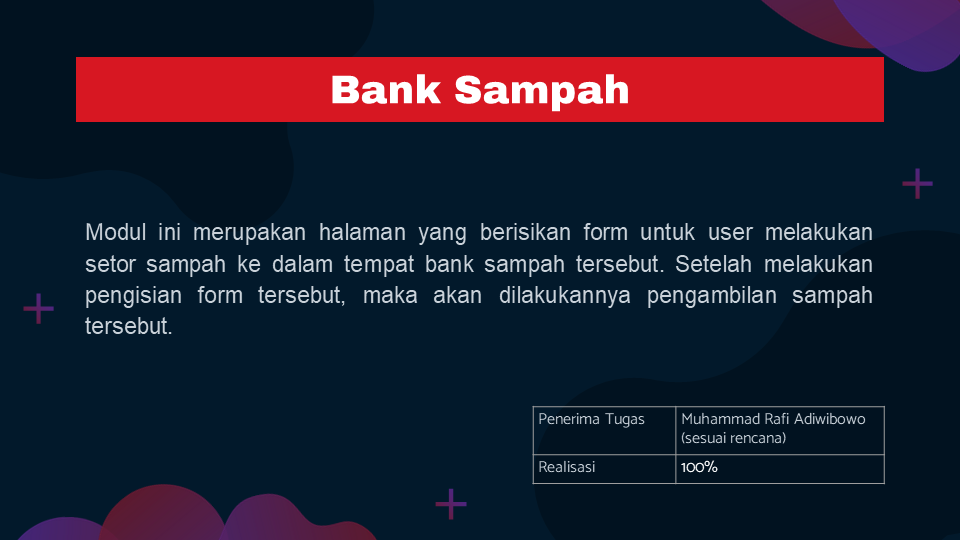 Bank Sampah
Modul ini merupakan halaman yang berisikan form untuk user melakukan
setor sampah ke dalam tempat bank sampah tersebut. Setelah melakukan
pengisian form tersebut, maka akan dilakukannya pengambilan sampah
tersebut.
Penerima Tugas
Muhammad Rafi Adiwibowo
(sesuai rencana)
Realisasi
100%